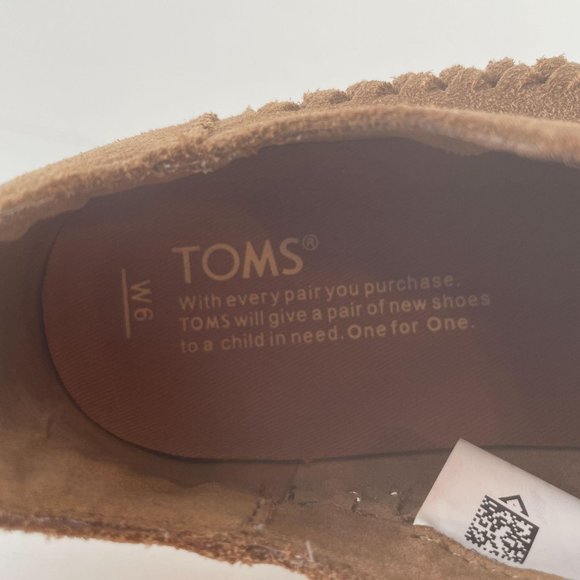 TOMS®
With every pair you purchase.
TOMS will give a pair of new shoes
to a child in need. One for One.
W6